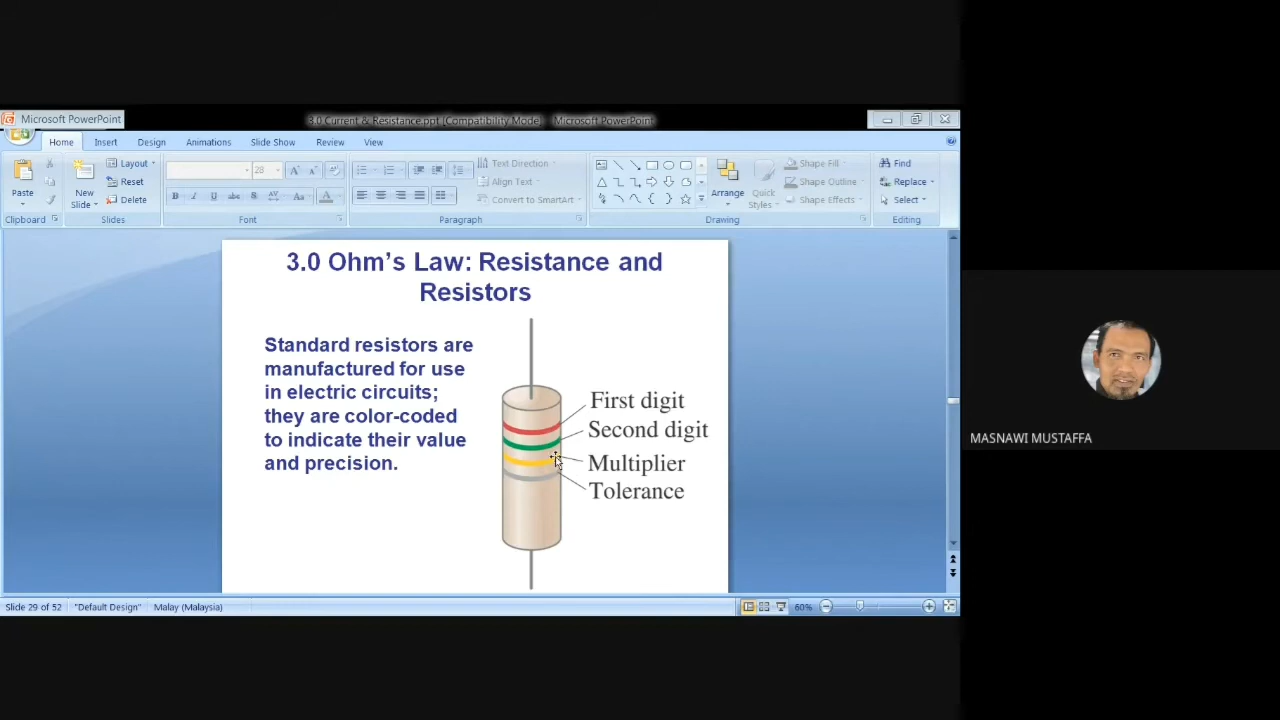 Microsoft PowerPoint
3.0 Current & Resistance.ppt [Compatibility Mode] - Microsoft PowerPoint
Home Insert Design Animations Slide Show Review View
Paste
Clipboard
New Slide
Layout
Reset
Delete
Slides
28
Font
Text Direction
Align Text
Convert to SmartArt
Paragraph
Arrange
Quick Styles
Shape Fill
Shape Outline
Shape Effects
Drawing
Find
Replace
Select
Editing
3.0 Ohm's Law: Resistance and
Resistors
Standard resistors are
manufactured for use
in electric circuits;
they are color-coded
to indicate their value
and precision.
First digit
Second digit
Multiplier
Tolerance
MASNAWI MUSTAFFA
Slide 29 of 52 "Default Design" Malay (Malaysia) 60%